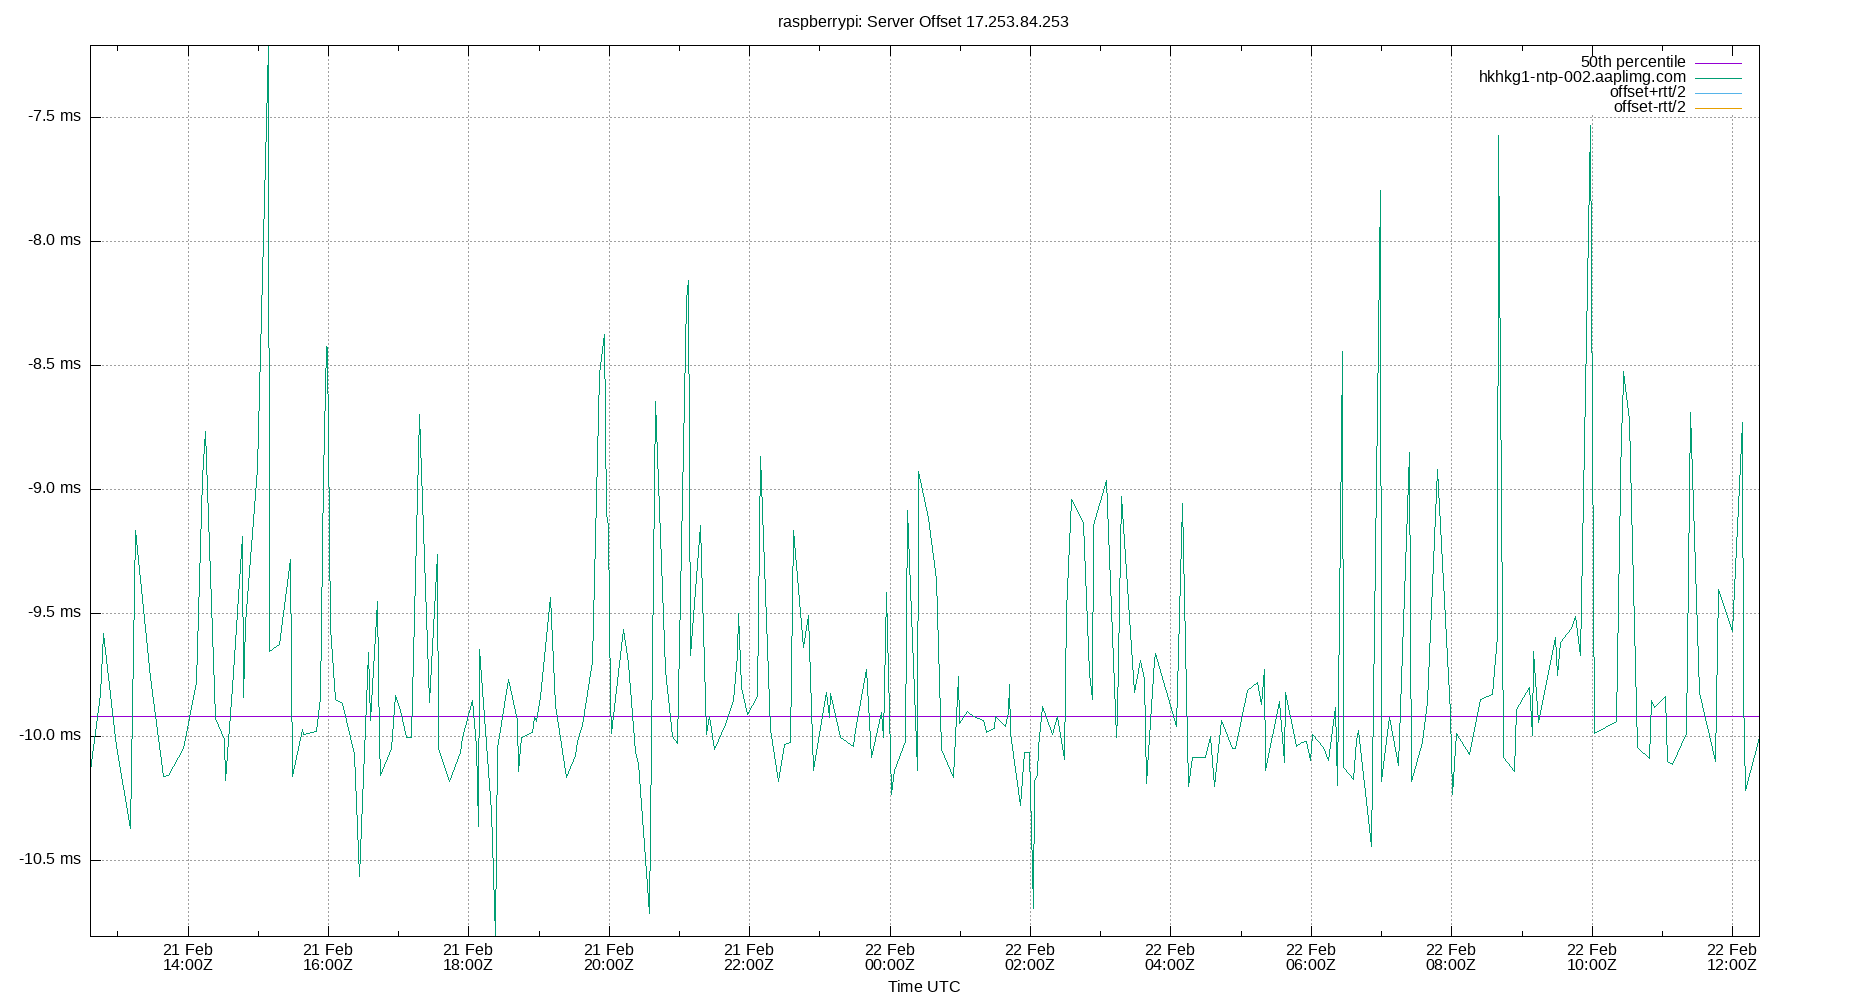 raspberrypi: Server Offset 17.253.84.253
50th percentile
hkhkg1-ntp-002.aaplimg.com
offset+rtt/2
offset-rtt/2
-7.5 ms
-8.0 ms
-8.5 ms
-9.0 ms
-9.5 ms
-10.0 ms
-10.5 ms
21 Feb 21 Feb 21 Feb 21 Feb 21 Feb 22 Feb 22 Feb 22 Feb 22 Feb 22 Feb 22 Feb 22 Feb
14:00Z 16:00Z 18:00Z 20:00Z 22:00Z 00:00Z 02:00Z 04:00Z 06:00Z 08:00Z 10:00Z 12:00Z
Time UTC